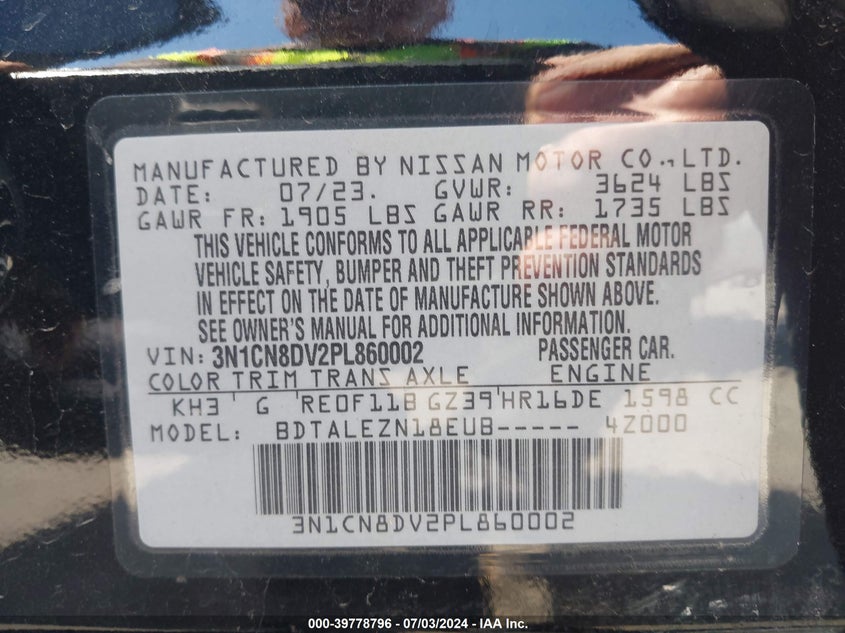 MANUFACTURED BY NISSAN MOTOR CO., LTD.
DATE: 07/23. GVWR: 3624 LBS
GAWR FR: 1905 LBS GAWR RR: 1735 LBS
THIS VEHICLE CONFORMS TO ALL APPLICABLE FEDERAL MOTOR
VEHICLE SAFETY, BUMPER AND THEFT PREVENTION STANDARDS
IN EFFECT ON THE DATE OF MANUFACTURE SHOWN ABOVE.
SEE OWNER'S MANUAL FOR ADDITIONAL INFORMATION.
VIN: 3N1CN8DV2PL860002 PASSENGER CAR.
COLOR TRIM TRANS AXLE ENGINE
KH3 G RE0F11B GZ39 HR16DE 1598 CC
MODEL: BDTALEZN18EUB----- 4Z000
3N1CN8DV2PL860002
000-39778796 - 07/03/2024 - IAA Inc.